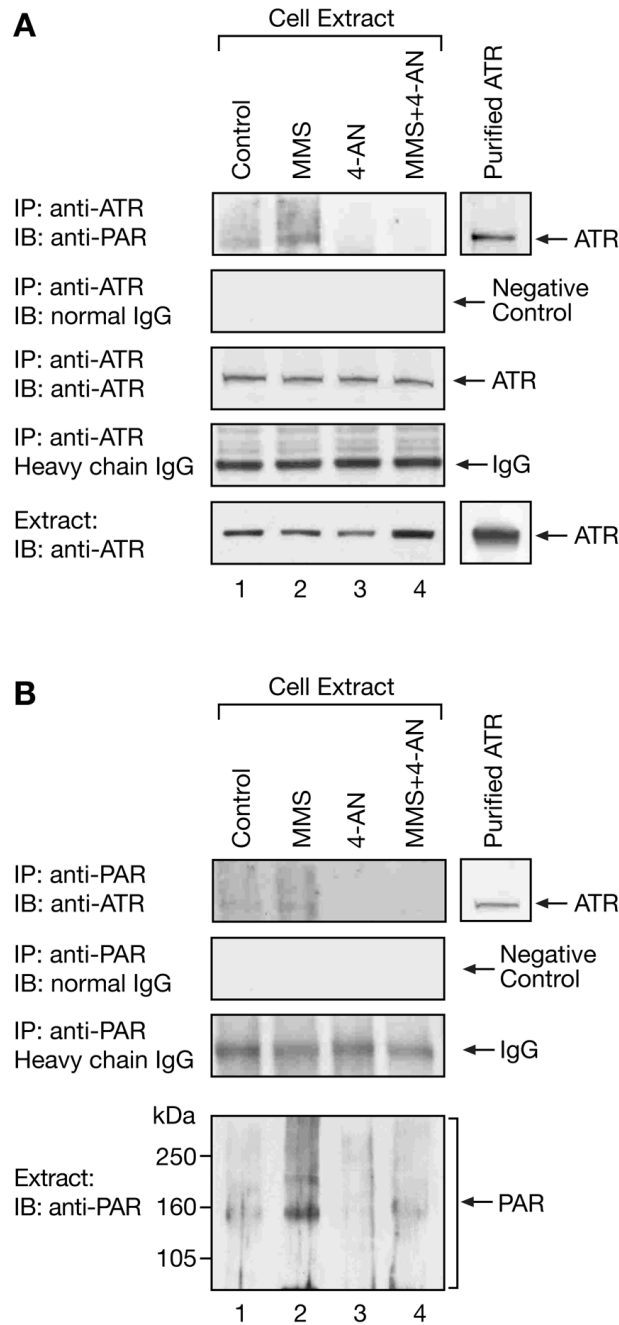 A
Cell Extract
Control
MMS
4-AN
MMS+4-AN
Purified ATR
IP: anti-ATR
IB: anti-PAR
ATR
IP: anti-ATR
IB: normal IgG
Negative
Control
IP: anti-ATR
IB: anti-ATR
ATR
IP: anti-ATR
Heavy chain IgG
IgG
Extract:
IB: anti-ATR
ATR
1 2 3 4
B
Cell Extract
Control
MMS
4-AN
MMS+4-AN
Purified ATR
IP: anti-PAR
IB: anti-ATR
ATR
IP: anti-PAR
IB: normal IgG
Negative
Control
IP: anti-PAR
Heavy chain IgG
IgG
kDa
250
Extract:
IB: anti-PAR
160
PAR
105
1 2 3 4